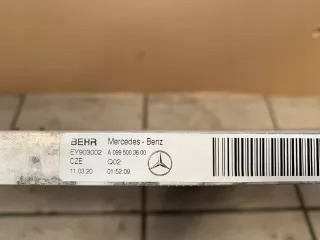 BEHR Mercedes-Benz
EY903002 A 099 500 36 00
CZE Q02
11.03.20 01:52:09